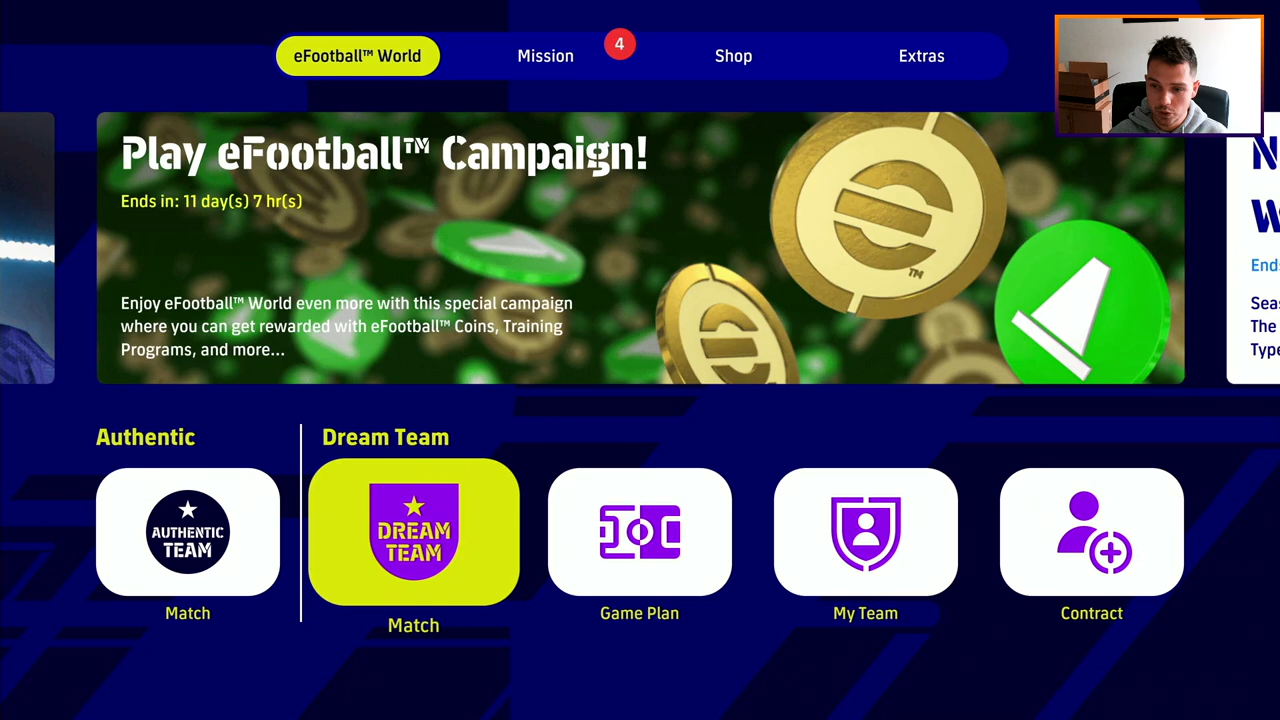 eFootball™ World
Mission
4
Shop
Extras
Play eFootball™ Campaign!
Ends in: 11 day(s) 7 hr(s)
Enjoy eFootball™ World even more with this special campaign
where you can get rewarded with eFootball™ Coins, Training
Programs, and more...
TM
Authentic
Dream Team
AUTHENTIC
TEAM
DREAM
TEAM
Match
Match
Game Plan
My Team
Contract